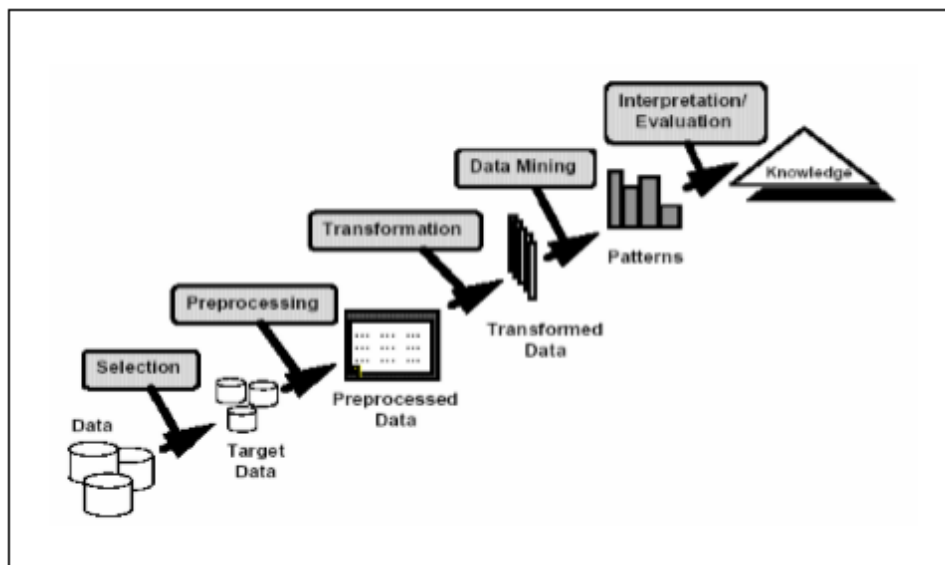 Interpretation/
Evaluation
Data Mining
Knowledge
Transformation
Patterns
Preprocessing
Transformed
Data
Selection
Preprocessed
Data
Data
Target
Data